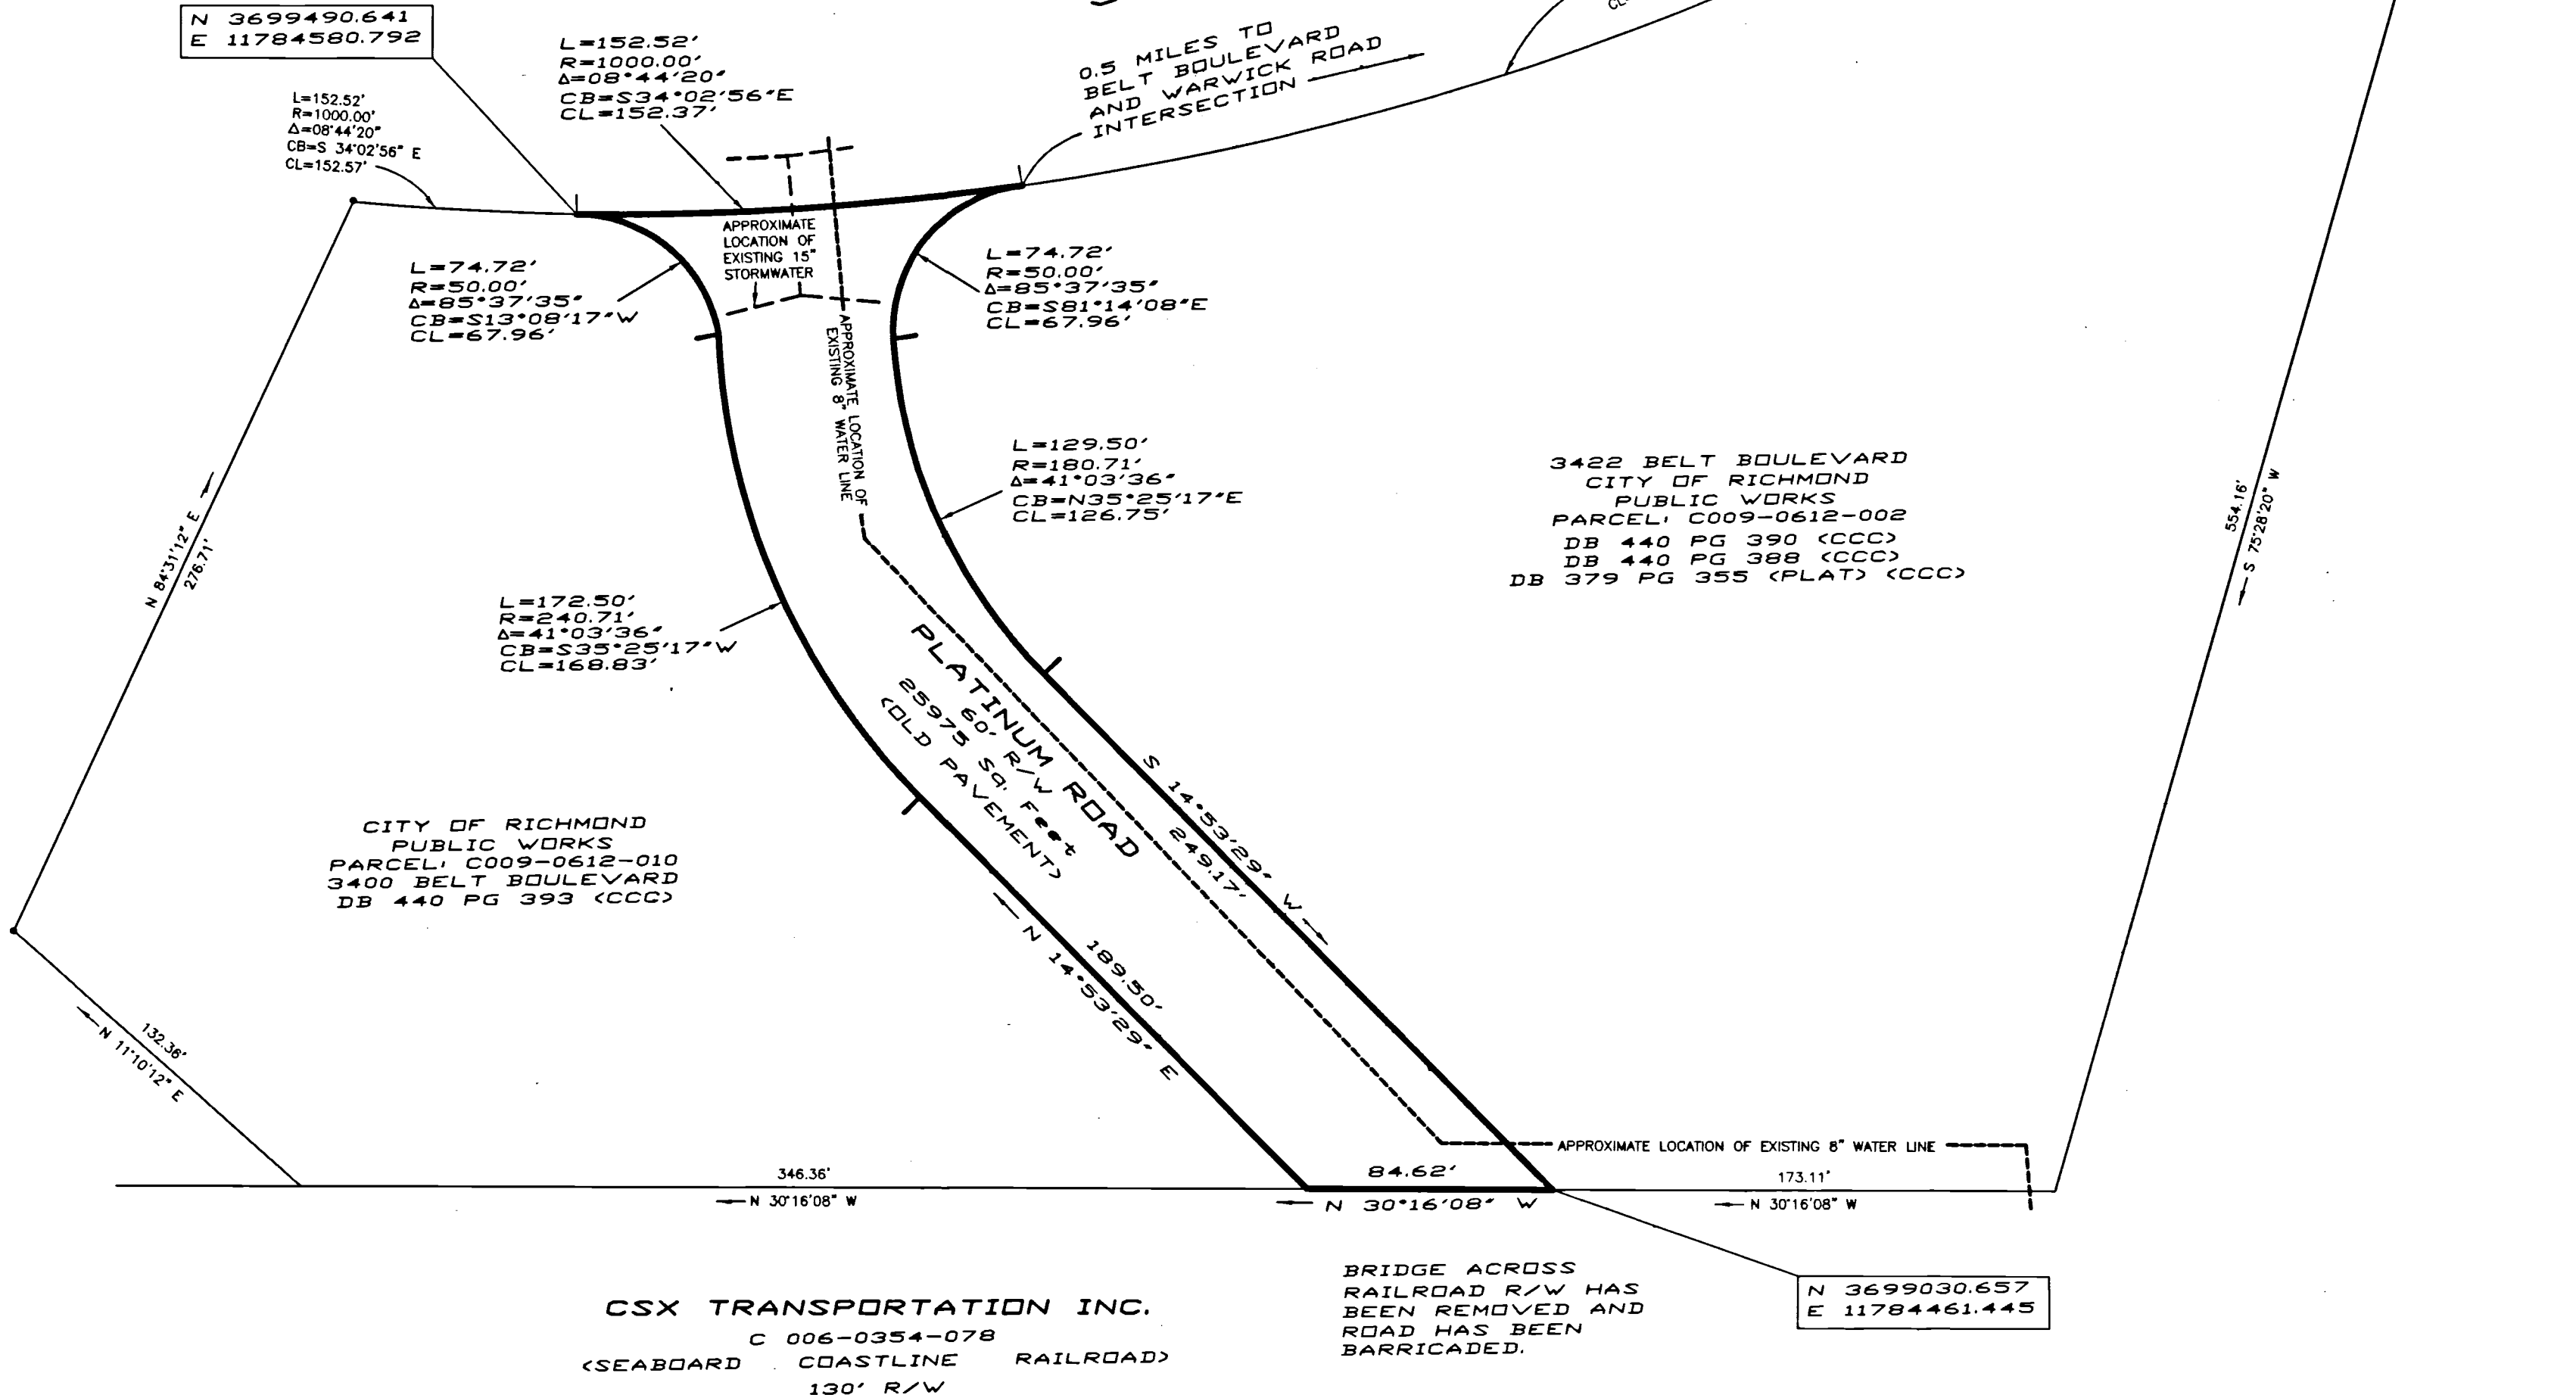 N 3699490.641
E 11784580.792
L=152.52'
R=1000.00'
Δ=08°44'20"
CB=S34°02'56"E
CL=152.37'
L=152.52'
R=1000.00'
Δ=08°44'20"
CB=S 34°02'56" E
CL=152.57'
0.5 MILES TO
BELT BOULEVARD
AND WARWICK ROAD
INTERSECTION
CL=
APPROXIMATE
LOCATION OF
EXISTING 15"
STORMWATER
L=74.72'
R=50.00'
Δ=85°37'35"
CB=S13°08'17"W
CL=67.96'
L=74.72'
R=50.00'
Δ=85°37'35"
CB=S81°14'08"E
CL=67.96'
APPROXIMATE LOCATION OF
EXISTING 8" WATER LINE
L=129.50'
R=180.71'
Δ=41°03'36"
CB=N35°25'17"E
CL=126.75'
3422 BELT BOULEVARD
CITY OF RICHMOND
PUBLIC WORKS
PARCEL: C009-0612-002
DB 440 PG 390 (CCC)
DB 440 PG 388 (CCC)
DB 379 PG 355 (PLAT) (CCC)
554.16'
S 75°28'20" W
N 84°31'12" E
276.71'
L=172.50'
R=240.71'
Δ=41°03'36"
CB=S35°25'17"W
CL=168.83'
PLATINUM ROAD
60' R/W
25975 Sq. Feet
(OLD PAVEMENT)
S 14°53'29" W
249.17'
CITY OF RICHMOND
PUBLIC WORKS
PARCEL: C009-0612-010
3400 BELT BOULEVARD
DB 440 PG 393 (CCC)
189.50'
N 14°53'29" E
132.36'
N 11°10'12" E
APPROXIMATE LOCATION OF EXISTING 8" WATER LINE
346.36'
N 30°16'08" W
84.62'
N 30°16'08" W
173.11'
N 30°16'08" W
BRIDGE ACROSS
RAILROAD R/W HAS
BEEN REMOVED AND
ROAD HAS BEEN
BARRICADED.
N 3699030.657
E 11784461.445
CSX TRANSPORTATION INC.
C 006-0354-078
(SEABOARD COASTLINE RAILROAD)
130' R/W